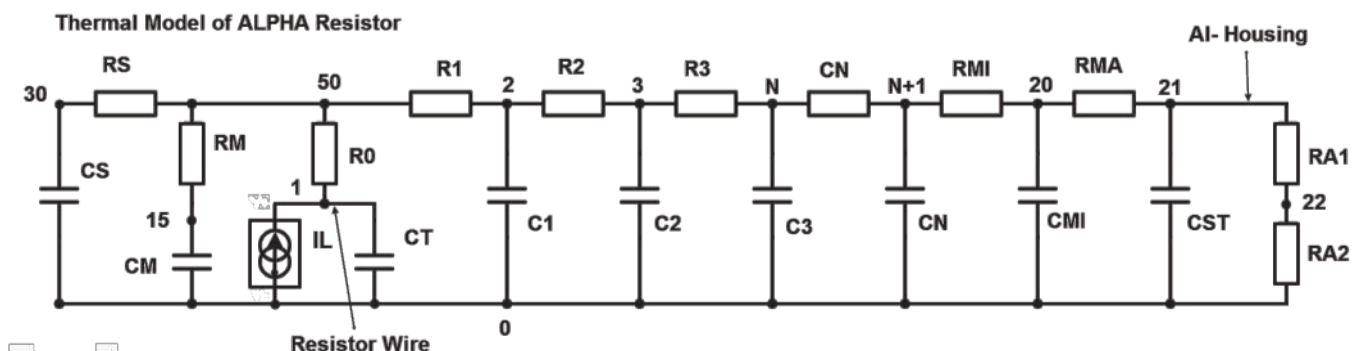 Thermal Model of ALPHA Resistor
Al- Housing
RS
50
R1
2
R2
3
R3
N
CN
N+1
RMI
20
RMA
21
30
RM
R0
CS
1
RA1
15
IL
CT
C1
C2
C3
CN
CMI
CST
22
CM
RA2
0
Resistor Wire